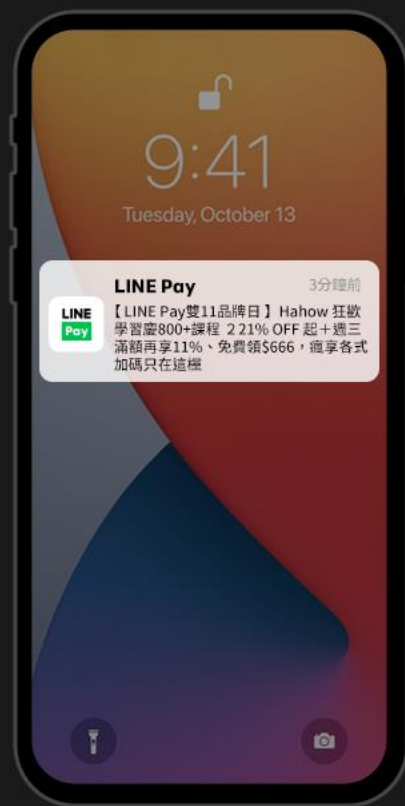 9:41
Tuesday, October 13
LINE Pay
3分鐘前
LINE
Pay
【LINE Pay雙11品牌日】Hahow 狂歡
學習慶800+課程 221% OFF 起+週三
滿額再享11%、免費領$666,瘋享各式
加碼只在這檔